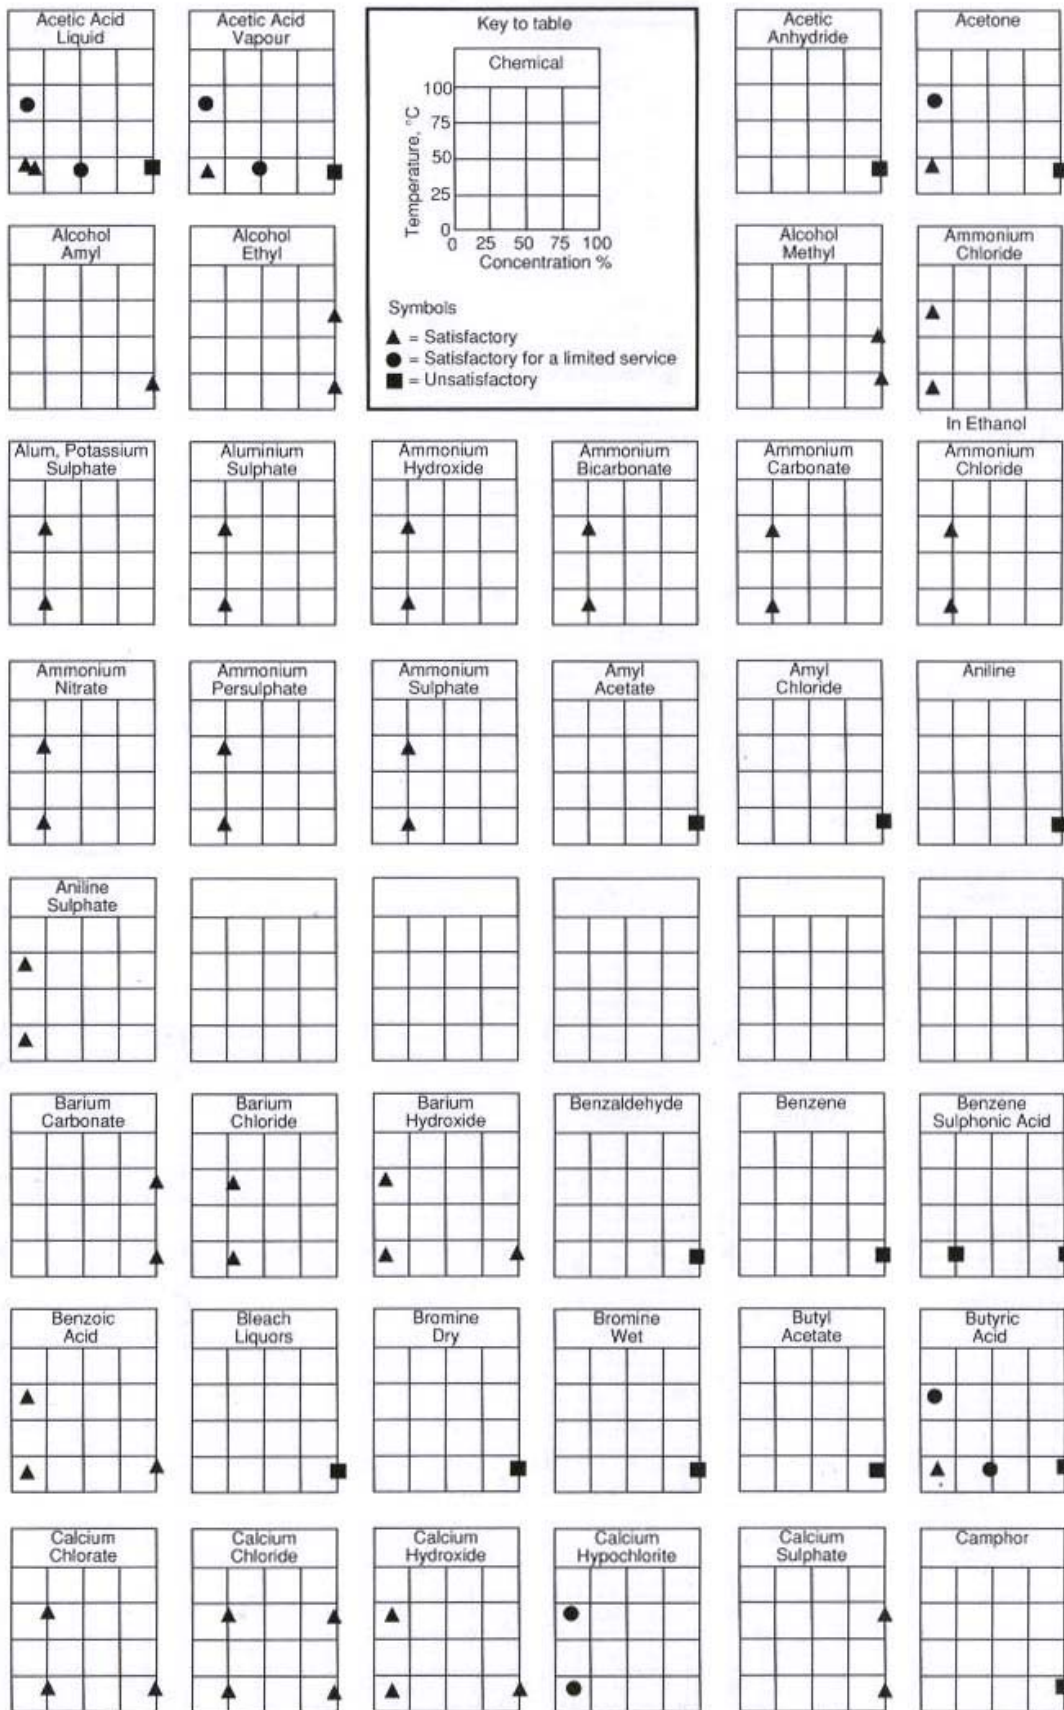 Acetic Acid
Liquid
Acetic Acid
Vapour
Key to table
Chemical
100
75
50
25
0
Temperature, °C
0 25 50 75 100
Concentration %
Symbols
▲ = Satisfactory
● = Satisfactory for a limited service
■ = Unsatisfactory
Acetic
Anhydride
Acetone
Alcohol
Amyl
Alcohol
Ethyl
Alcohol
Methyl
Ammonium
Chloride
Alum, Potassium
Sulphate
Aluminium
Sulphate
Ammonium
Hydroxide
Ammonium
Bicarbonate
Ammonium
Carbonate
In Ethanol
Ammonium
Chloride
Ammonium
Nitrate
Ammonium
Persulphate
Ammonium
Sulphate
Amyl
Acetate
Amyl
Chloride
Aniline
Aniline
Sulphate
Barium
Carbonate
Barium
Chloride
Barium
Hydroxide
Benzaldehyde
Benzene
Benzene
Sulphonic Acid
Benzoic
Acid
Bleach
Liquors
Bromine
Dry
Bromine
Wet
Butyl
Acetate
Butyric
Acid
Calcium
Chlorate
Calcium
Chloride
Calcium
Hydroxide
Calcium
Hypochlorite
Calcium
Sulphate
Camphor